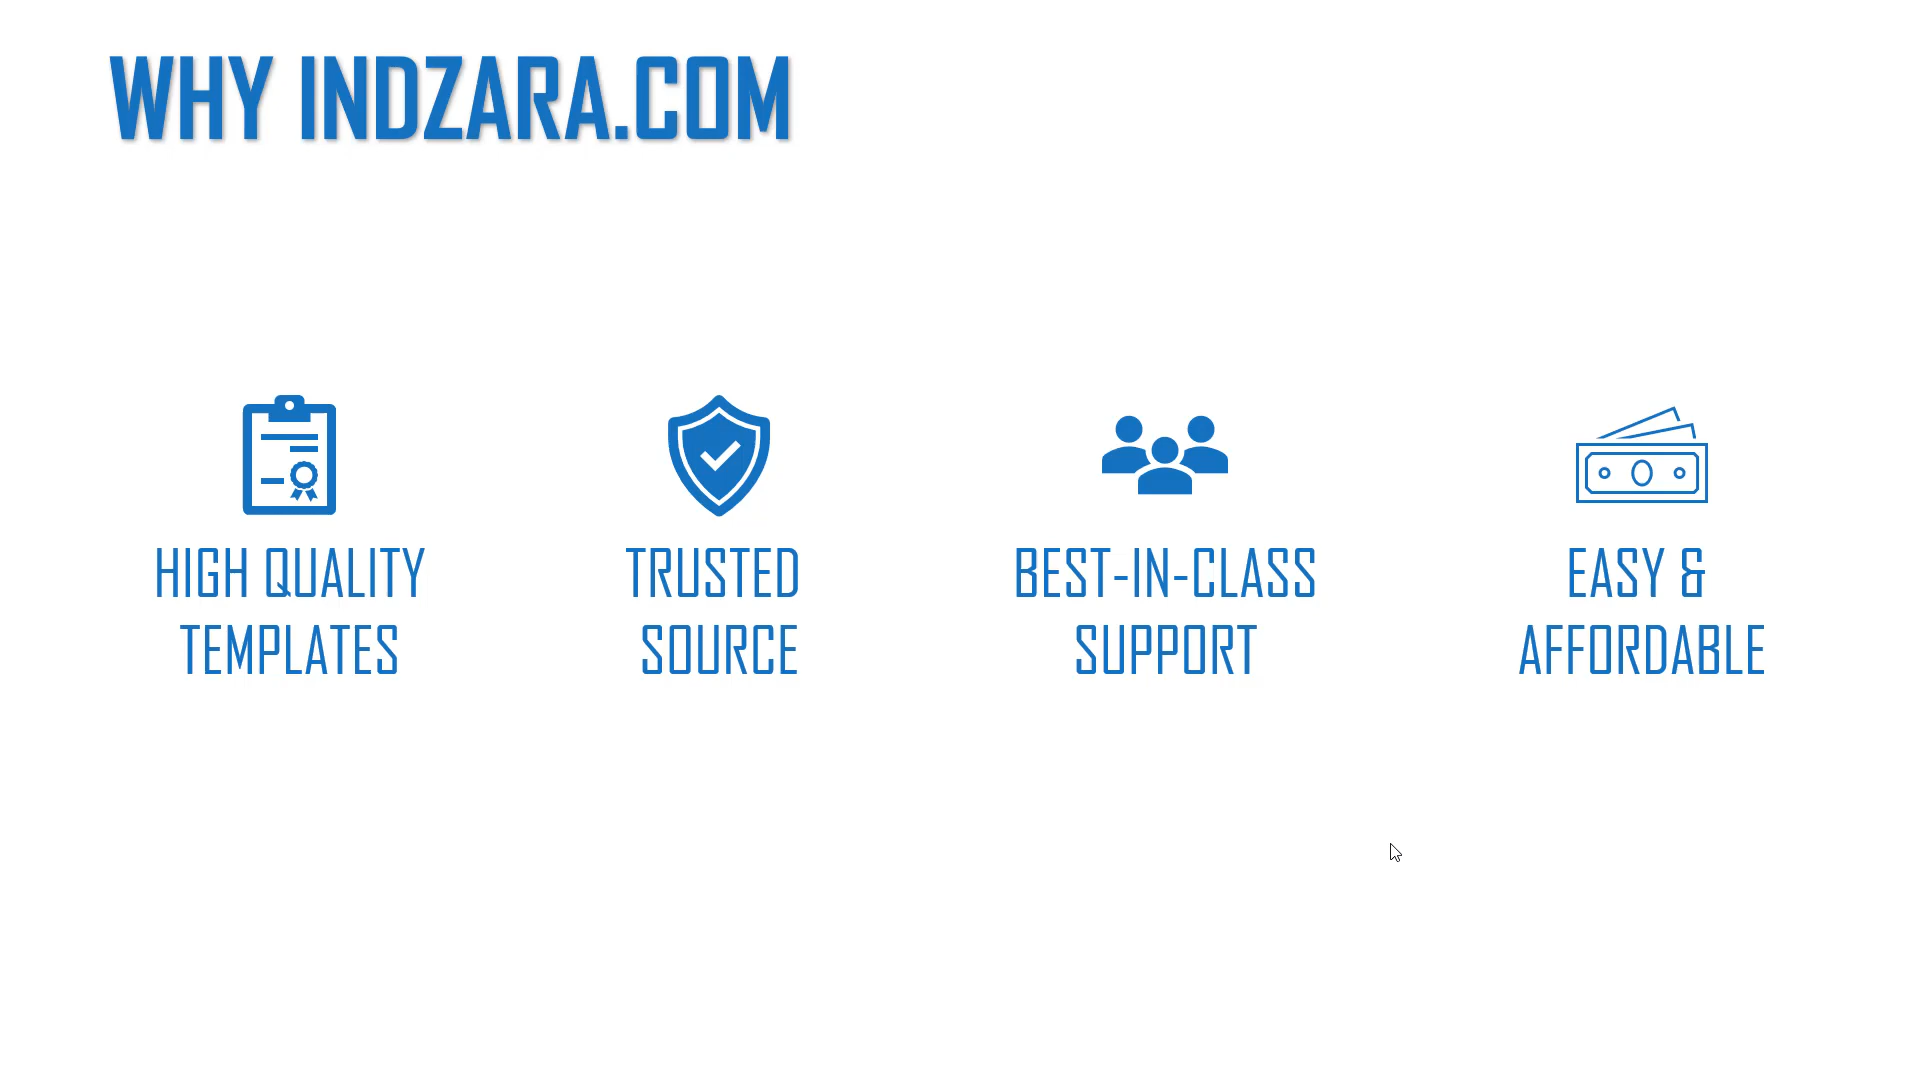 WHY INDZARA.COM
HIGH QUALITY
TEMPLATES
TRUSTED
SOURCE
BEST-IN-CLASS
SUPPORT
EASY &
AFFORDABLE